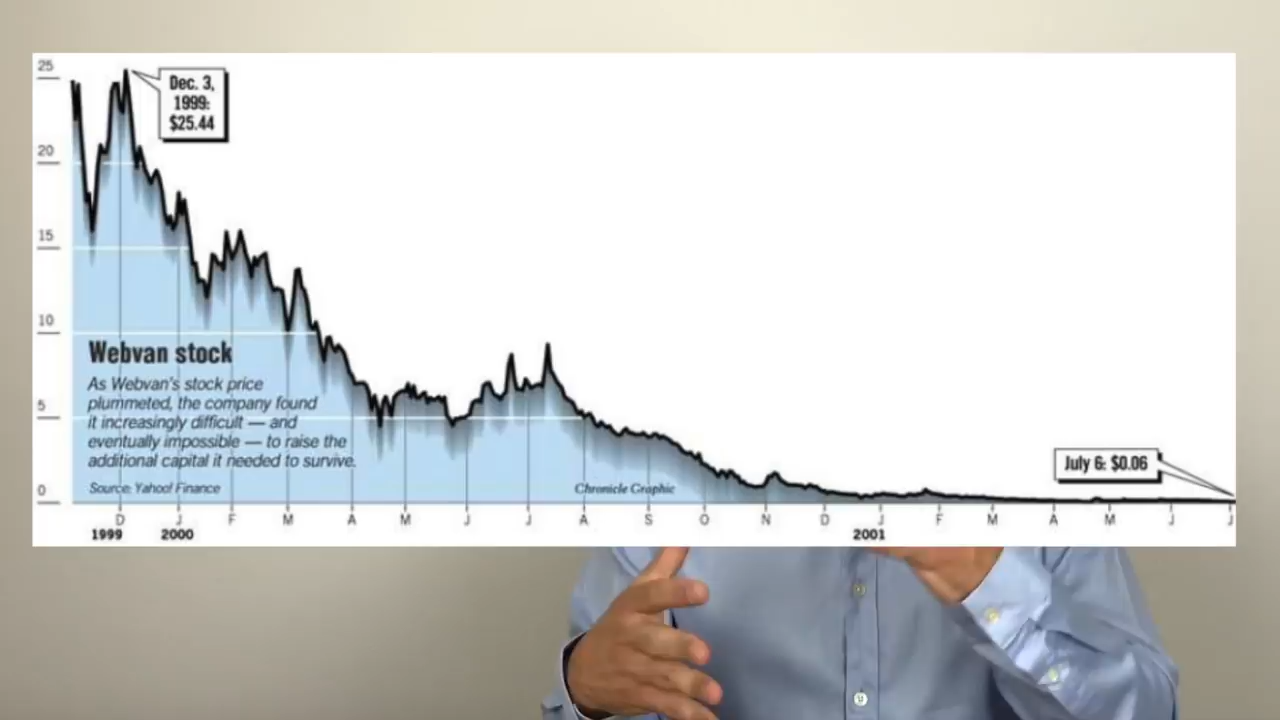 25
Dec. 3,
1999:
$25.44
20
15
10
Webvan stock
As Webvan's stock price
plummeted, the company found
it increasingly difficult — and
eventually impossible — to raise the
additional capital it needed to survive.
5
July 6: $0.06
Source: Yahoo! Finance
Chronicle Graphic
0
D J F M A M J J A S O N D J F M A M J J
1999 2000 2001